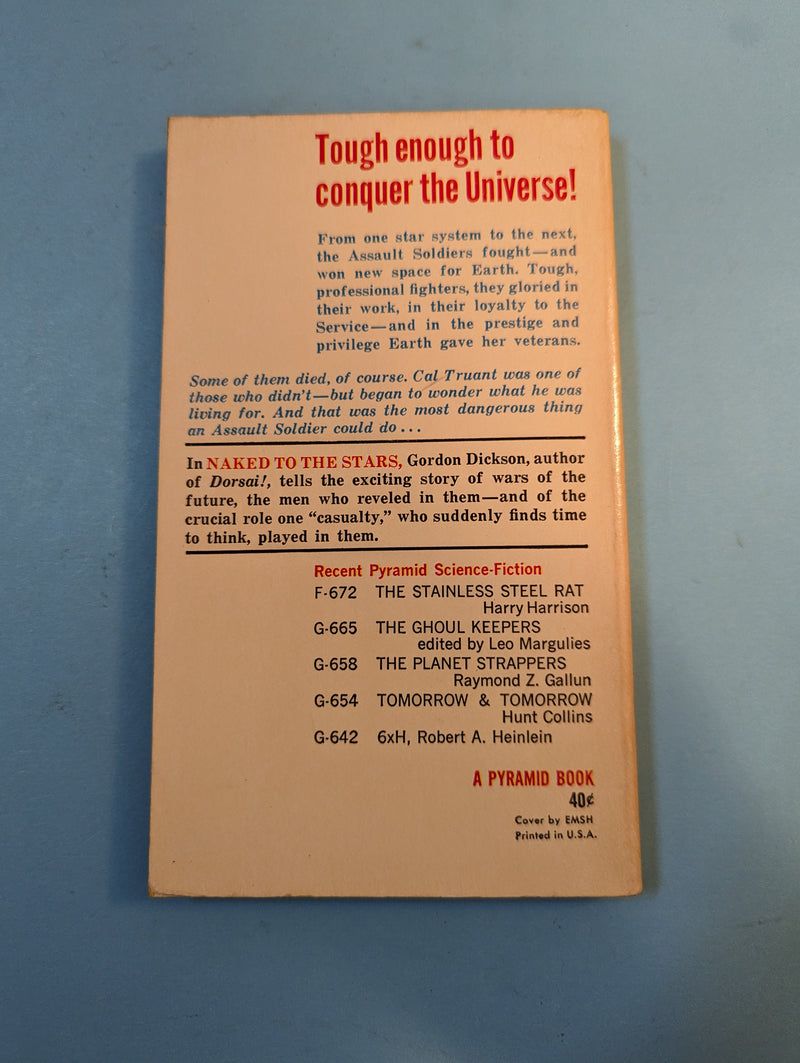 Tough enough to
conquer the Universe!
From one star system to the next,
the Assault Soldiers fought—and
won new space for Earth. Tough,
professional fighters, they gloried in
their work, in their loyalty to the
Service—and in the prestige and
privilege Earth gave her veterans.
Some of them died, of course. Cal Truant was one of
those who didn't—but began to wonder what he was
living for. And that was the most dangerous thing
an Assault Soldier could do...
In NAKED TO THE STARS, Gordon Dickson, author
of Dorsai!, tells the exciting story of wars of the
future, the men who reveled in them—and of the
crucial role one “casualty,” who suddenly finds time
to think, played in them.
Recent Pyramid Science-Fiction
F-672 THE STAINLESS STEEL RAT
Harry Harrison
G-665 THE GHOUL KEEPERS
edited by Leo Margulies
G-658 THE PLANET STRAPPERS
Raymond Z. Gallun
G-654 TOMORROW & TOMORROW
Hunt Collins
G-642 6xH, Robert A. Heinlein
A PYRAMID BOOK
40¢
Cover by EMSH
Printed in U.S.A.